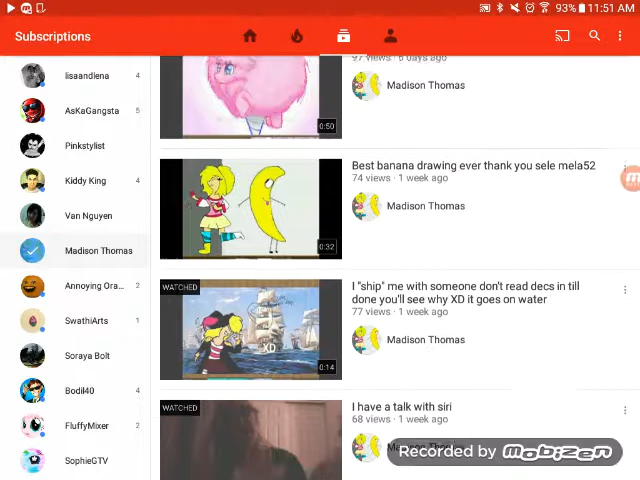 93% 11:51 AM
Subscriptions
lisaandlena 4
AsKaGangsta 5
Pinkstylist
Kiddy King 4
Van Nguyen
Madison Thomas
Annoying Ora... 2
SwathiArts 1
Soraya Bolt
Bodil40 4
FluffyMixer 2
SophieGTV
97 views · 6 days ago
Madison Thomas
0:50
Best banana drawing ever thank you sele mela52
74 views · 1 week ago
Madison Thomas
0:32
WATCHED
I "ship" me with someone don't read decs in till
done you'll see why XD it goes on water
77 views · 1 week ago
Madison Thomas
XD
0:14
WATCHED
I have a talk with siri
68 views · 1 week ago
Recorded by Mobizen